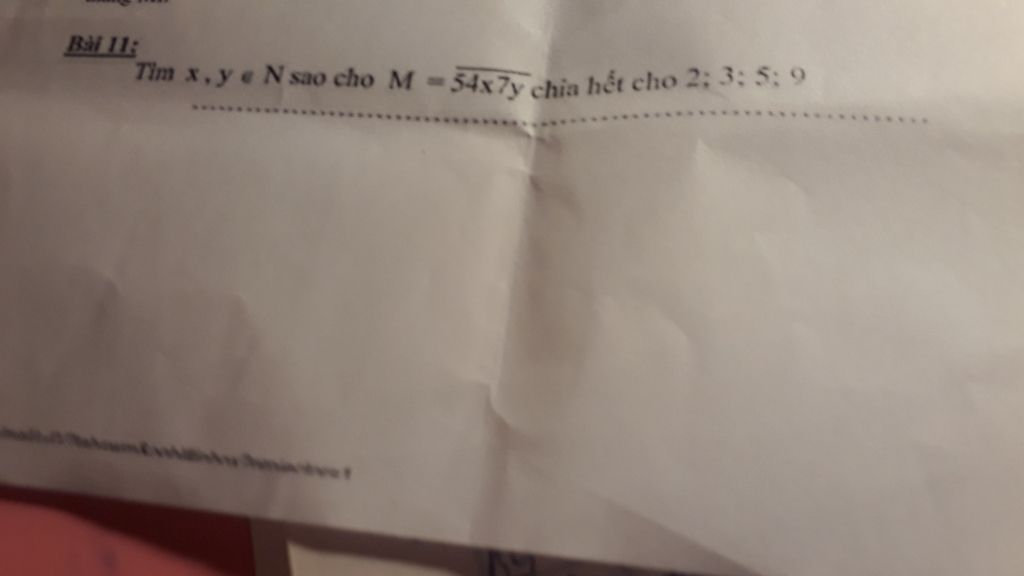 Bài 11:
Tìm x , y ∈ N sao cho M = 54x7y chia hết cho 2; 3; 5; 9